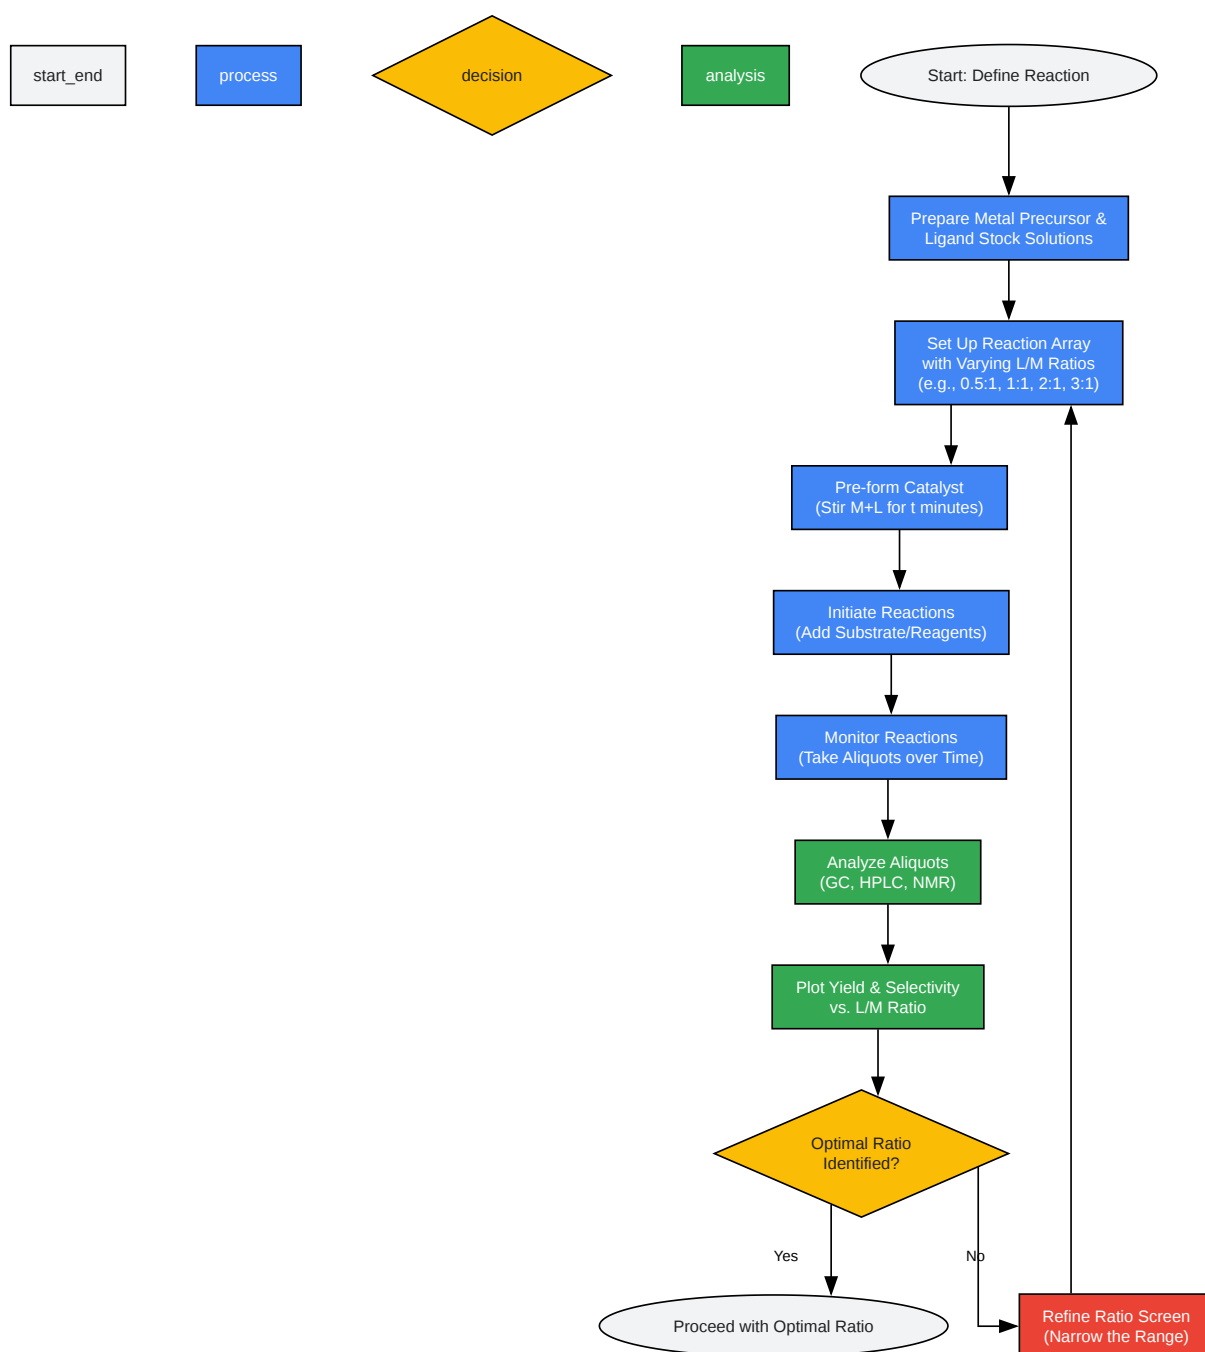 start_end
process
decision
analysis
Start: Define Reaction
Prepare Metal Precursor &
Ligand Stock Solutions
Set Up Reaction Array
with Varying L/M Ratios
(e.g., 0.5:1, 1:1, 2:1, 3:1)
Pre-form Catalyst
(Stir M+L for t minutes)
Initiate Reactions
(Add Substrate/Reagents)
Monitor Reactions
(Take Aliquots over Time)
Analyze Aliquots
(GC, HPLC, NMR)
Plot Yield & Selectivity
vs. L/M Ratio
Optimal Ratio
Identified?
Yes
No
Proceed with Optimal Ratio
Refine Ratio Screen
(Narrow the Range)